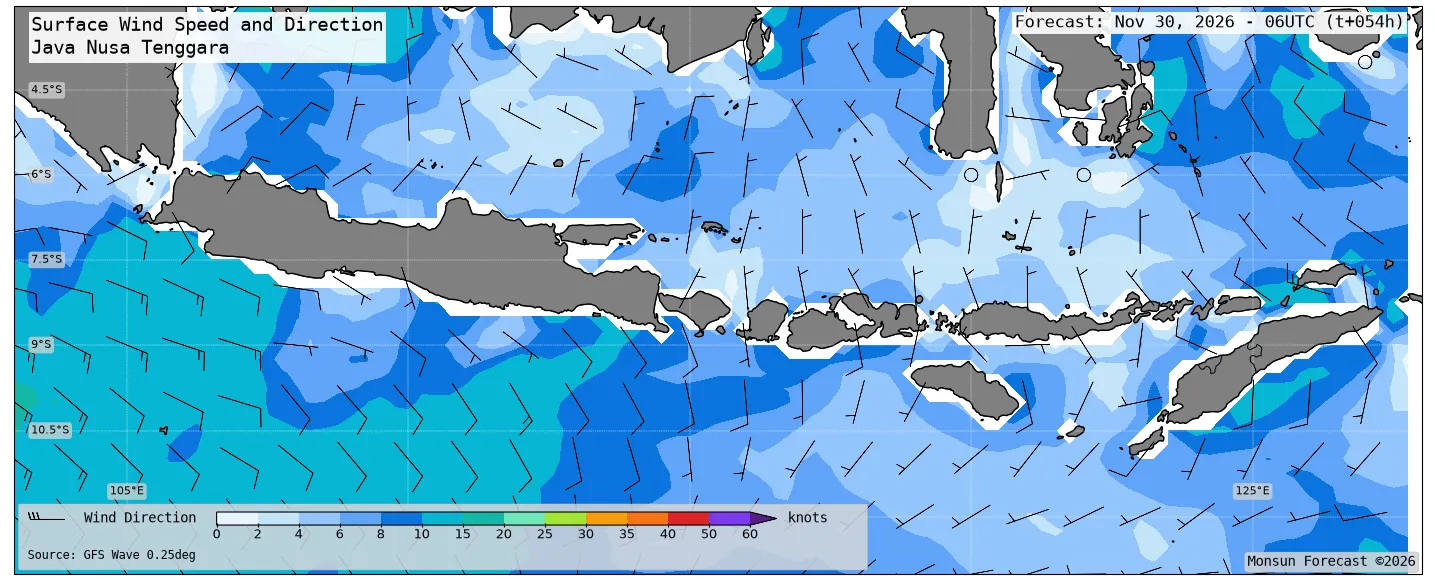 Surface Wind Speed and Direction
Java Nusa Tenggara
Forecast: Nov 30, 2026 - 06UTC (t+054h)
4.5°S
6°S
7.5°S
9°S
10.5°S
105°E
125°E
Wind Direction
0 2 4 6 8 10 15 20 25 30 35 40 50 60
knots
Source: GFS Wave 0.25deg
Monsun Forecast ©2026